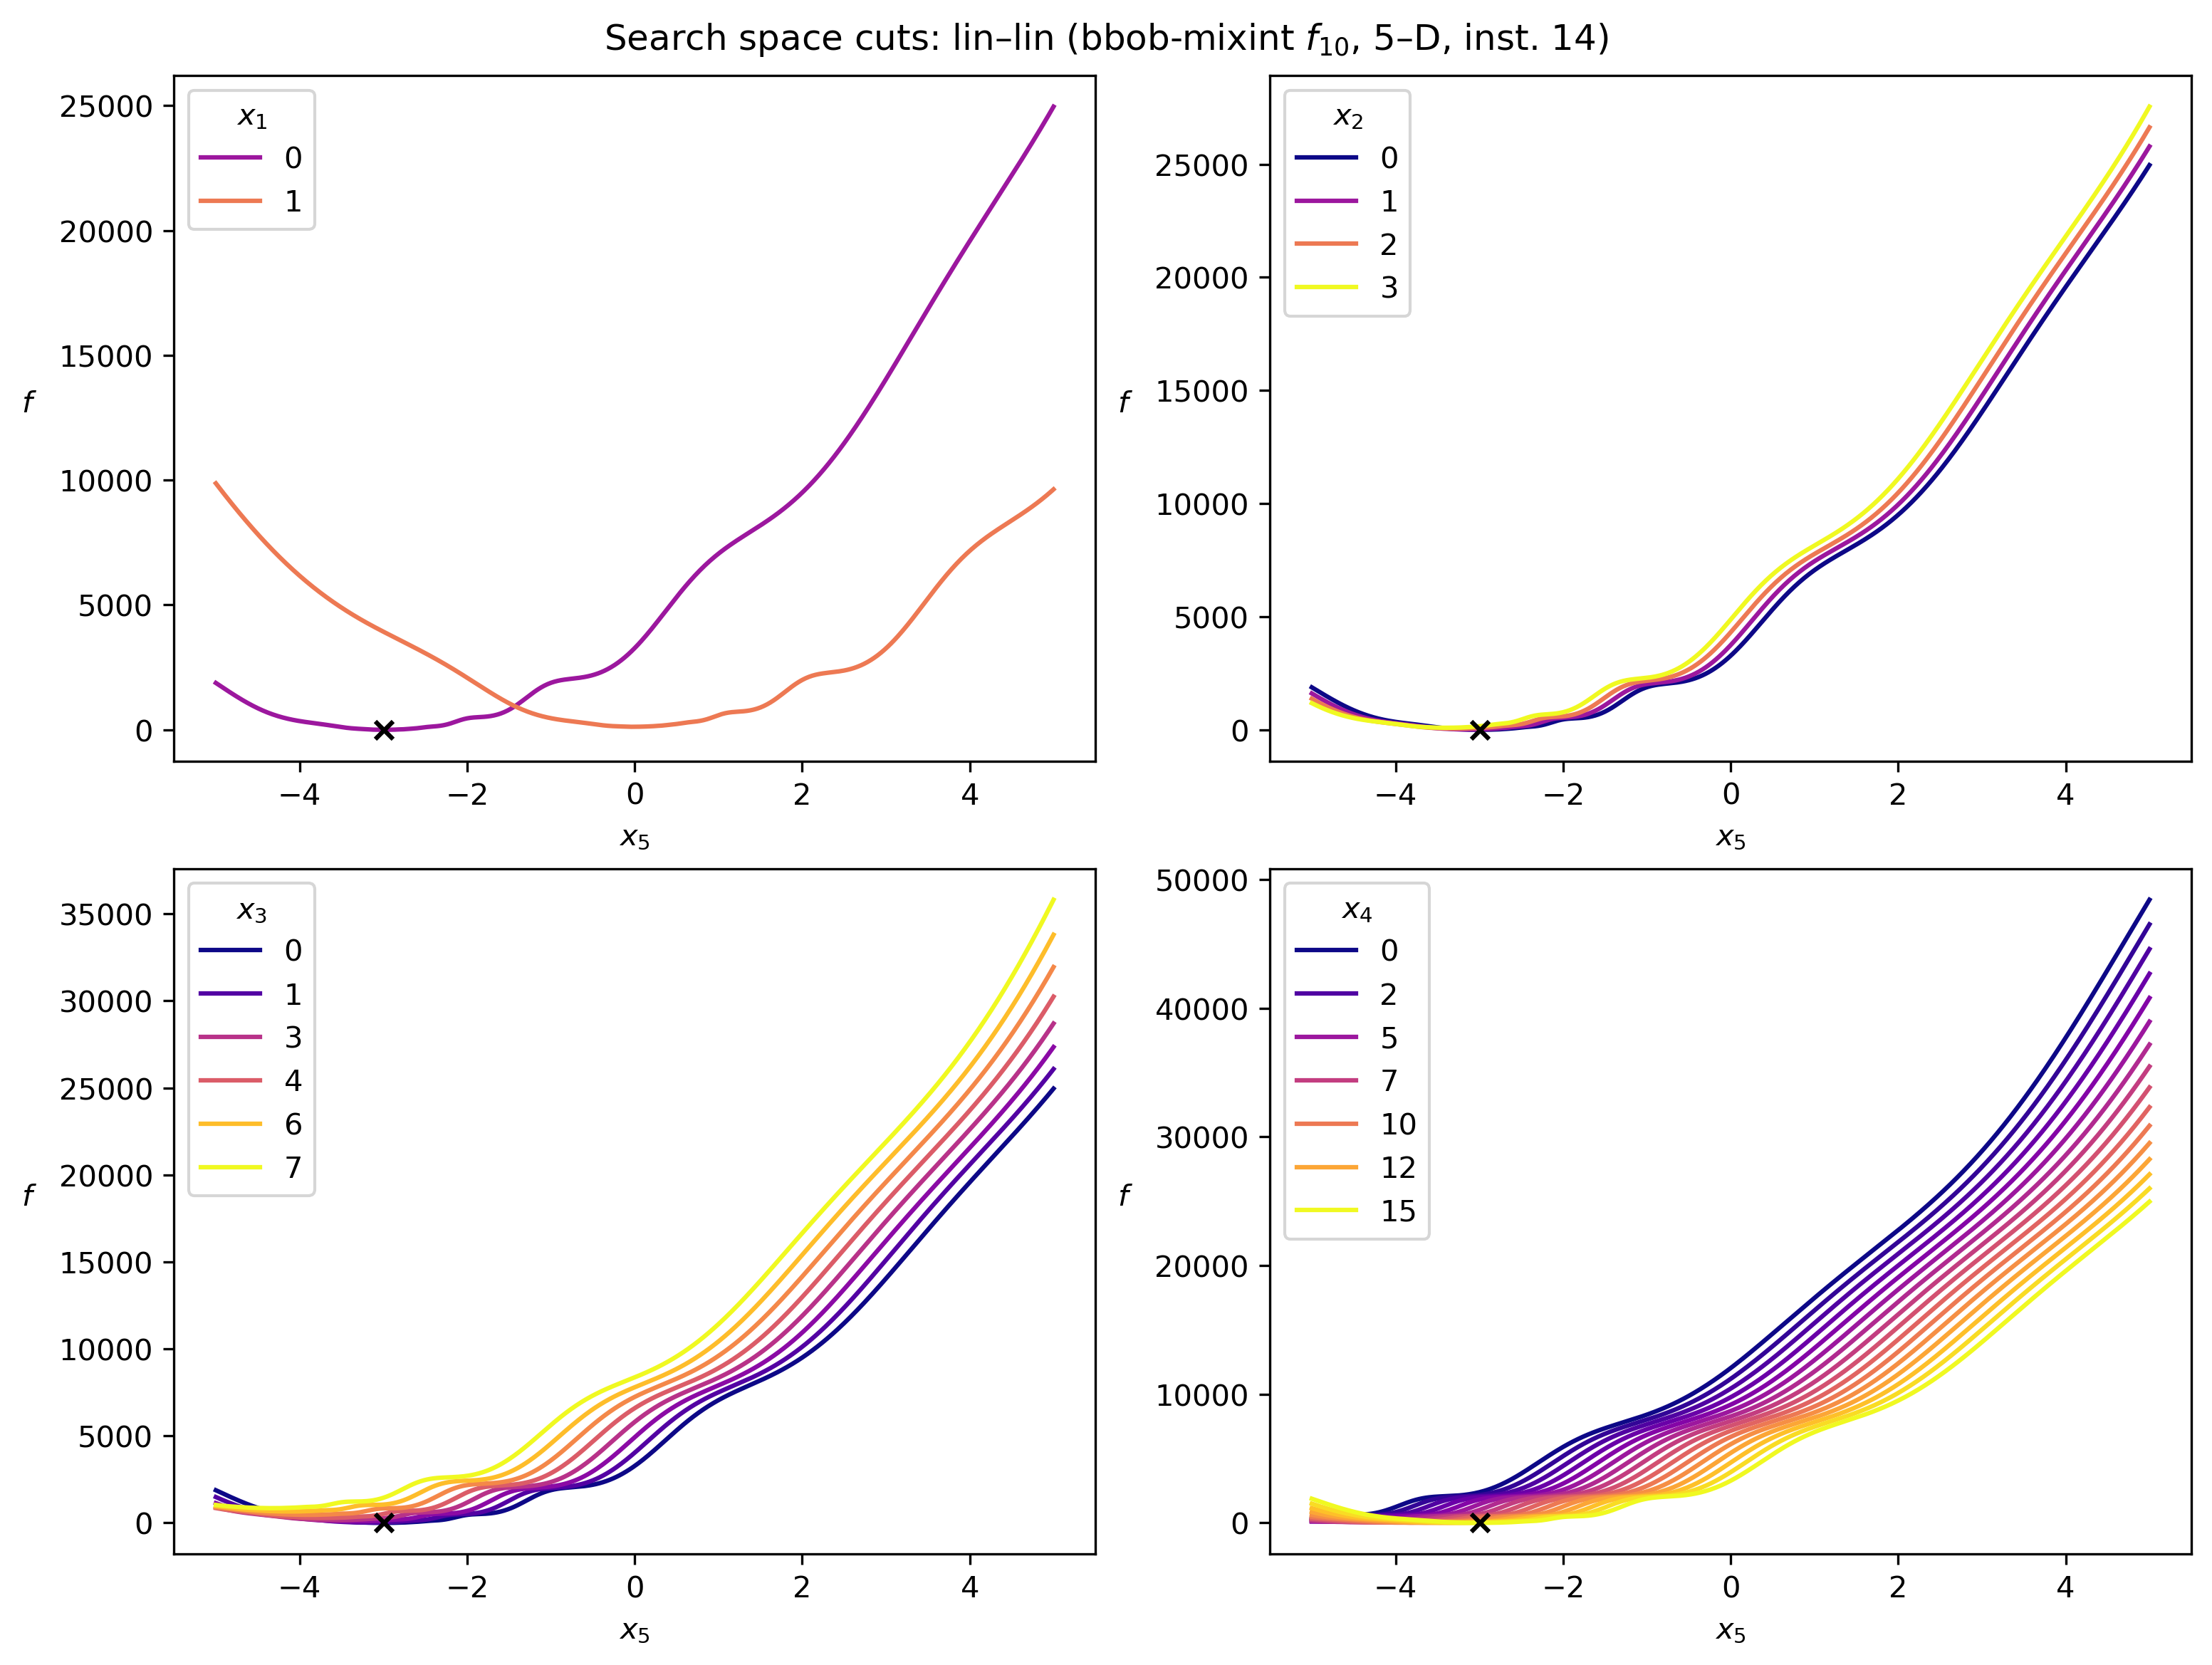 Search space cuts: lin–lin (bbob-mixint f10, 5–D, inst. 14)
x1
0
1
25000
20000
15000
10000
5000
0
f
−4 −2 0 2 4
x5
x2
0
1
2
3
25000
20000
15000
10000
5000
0
f
−4 −2 0 2 4
x5
x3
0
1
3
4
6
7
35000
30000
25000
20000
15000
10000
5000
0
f
−4 −2 0 2 4
x5
x4
0
2
5
7
10
12
15
50000
40000
30000
20000
10000
0
f
−4 −2 0 2 4
x5